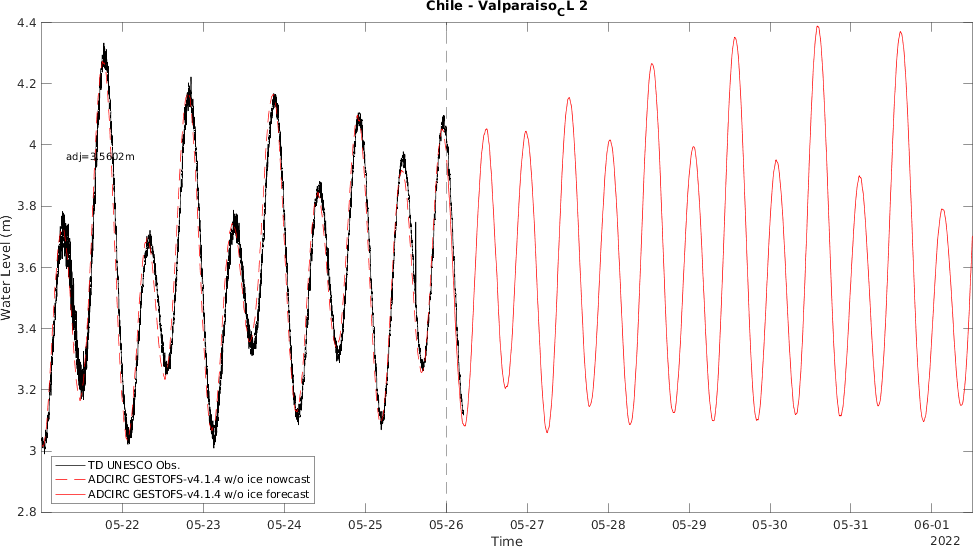 Chile - Valparaiso_CL 2
4.4
4.2
4
3.8
3.6
3.4
3.2
3
2.8
Water Level (m)
adj=3.5602m
TD UNESCO Obs.
ADCIRC GESTOFS-v4.1.4 w/o ice nowcast
ADCIRC GESTOFS-v4.1.4 w/o ice forecast
05-22 05-23 05-24 05-25 05-26 05-27 05-28 05-29 05-30 05-31 06-01
Time
2022